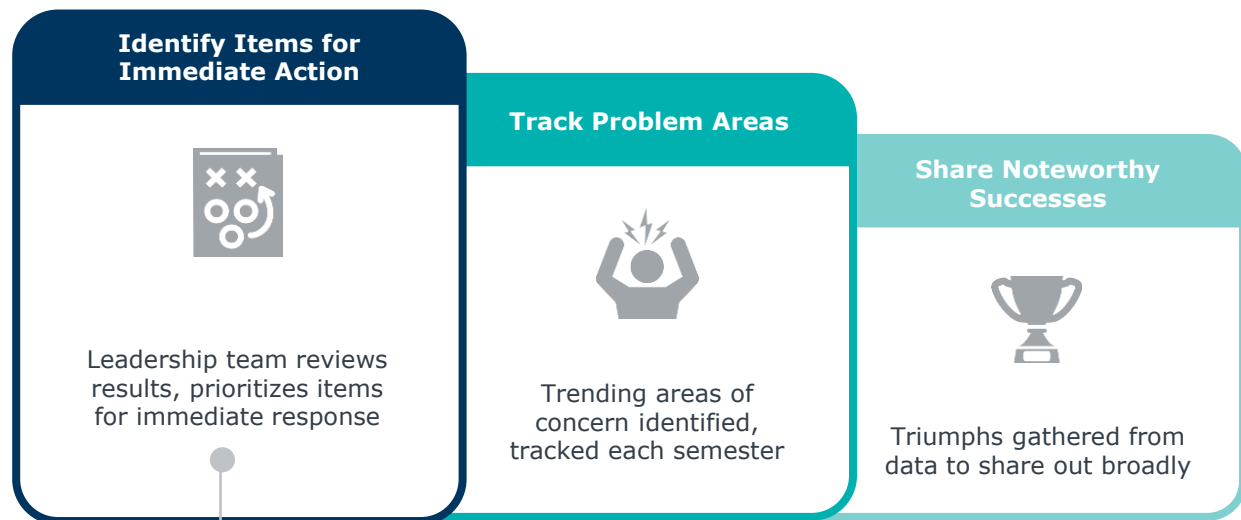 Identify Items for
Immediate Action
Leadership team reviews
results, prioritizes items
for immediate response
Track Problem Areas
Trending areas of
concern identified,
tracked each semester
Share Noteworthy
Successes
Triumphs gathered from
data to share out broadly